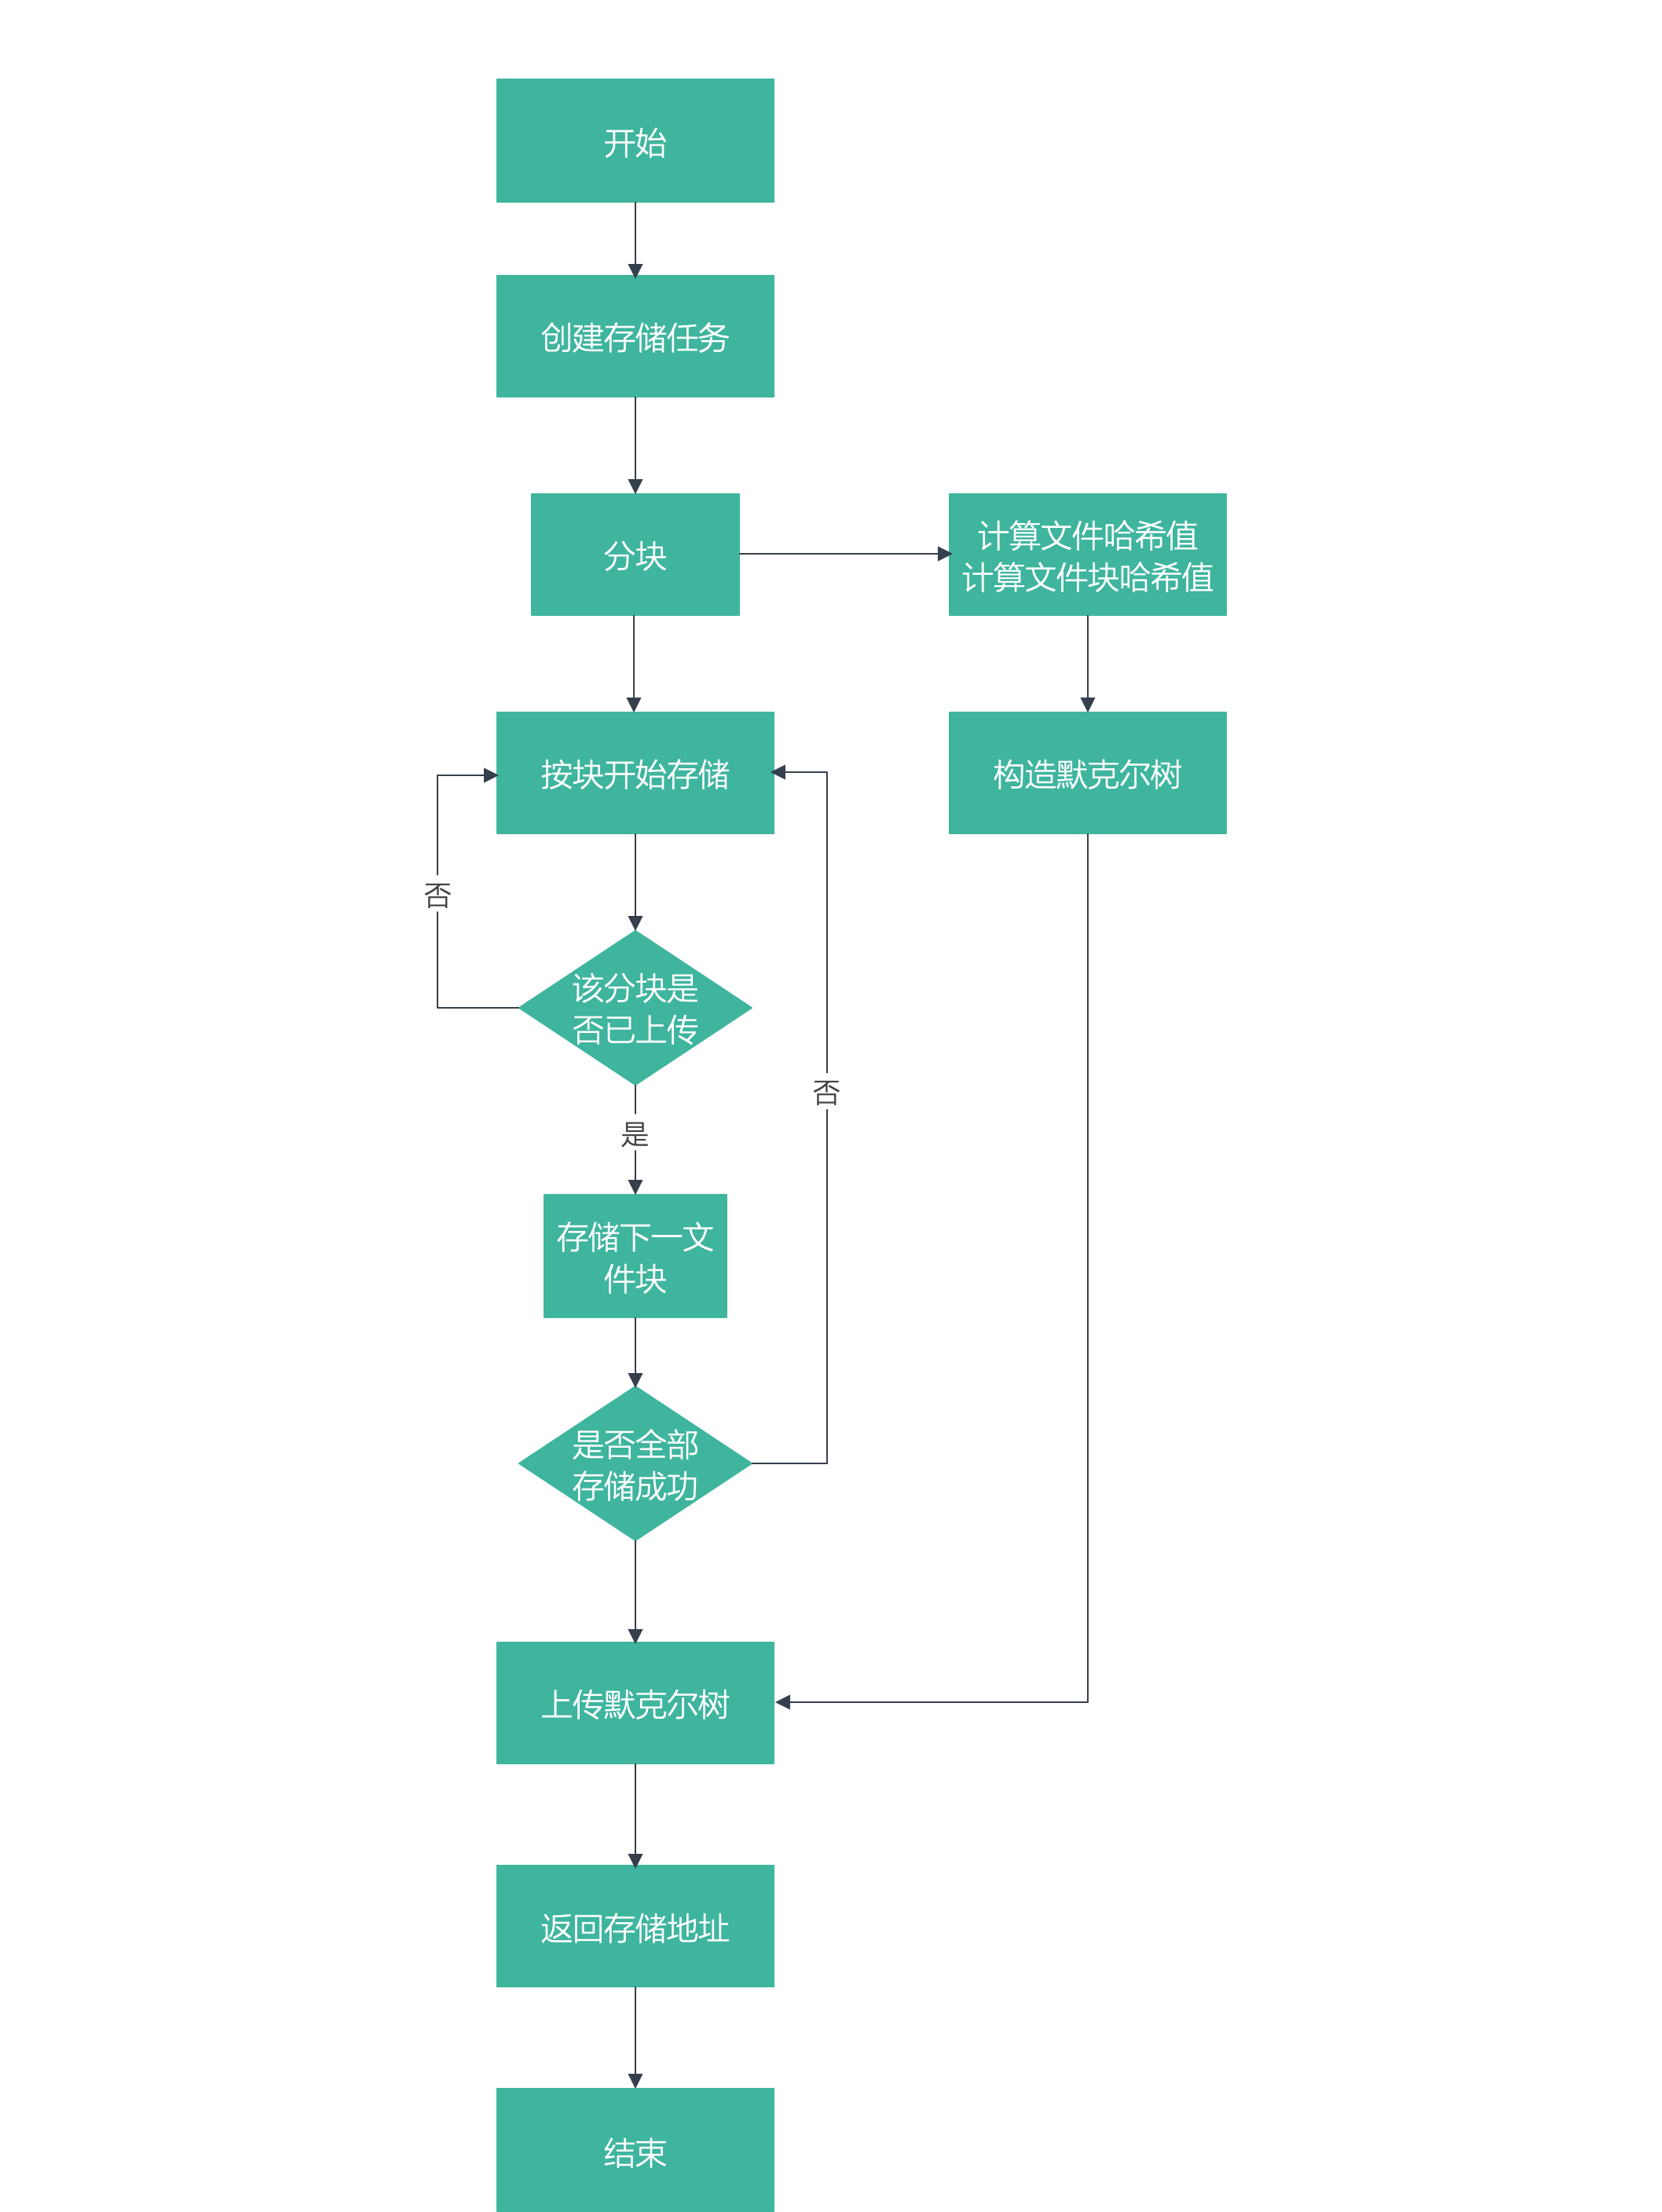 开始
创建存储任务
分块
计算文件哈希值
计算文件块哈希值
按块开始存储
构造默克尔树
否
该分块是
否已上传
否
是
存储下一文
件块
是否全部
存储成功
上传默克尔树
返回存储地址
结束